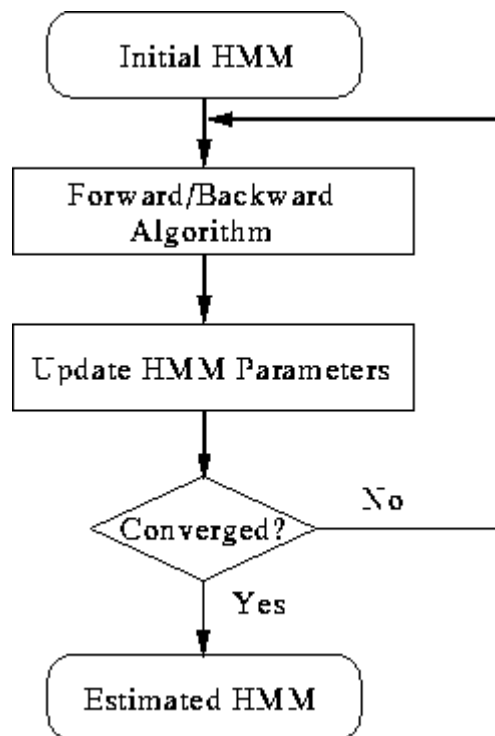 Initial HMM
Forward/Backward
Algorithm
Update HMM Parameters
Converged?
No
Yes
Estimated HMM